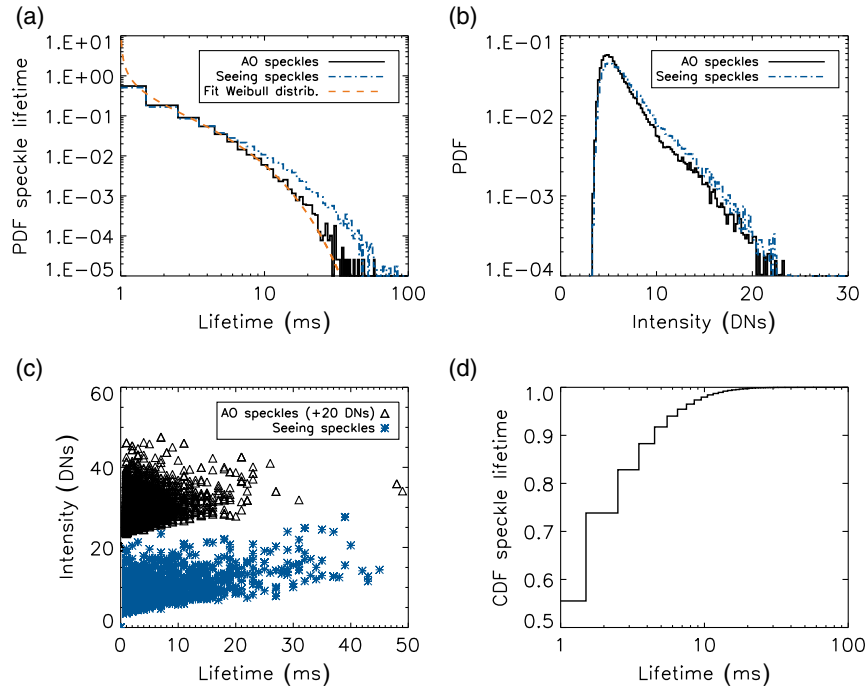 (a)
1.E+01
1.E+00
1.E-01
1.E-02
1.E-03
1.E-04
1.E-05
PDF speckle lifetime
AO speckles
Seeing speckles
Fit Weibull distrib.
1 10 100
Lifetime (ms)
(b)
1.E-01
1.E-02
1.E-03
1.E-04
PDF
AO speckles
Seeing speckles
0 10 20 30
Intensity (DNs)
(c)
60
40
20
0
Intensity (DNs)
AO speckles (+20 DNs)
Seeing speckles
0 10 20 30 40 50
Lifetime (ms)
(d)
1.0
0.9
0.8
0.7
0.6
0.5
CDF speckle lifetime
1 10 100
Lifetime (ms)